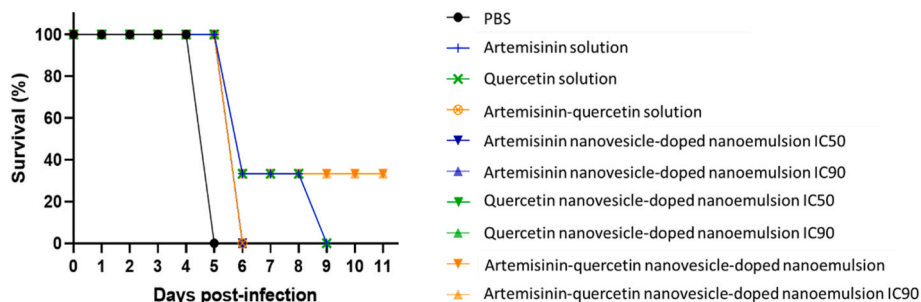 Survival (%)
100
80
60
40
20
0
0 1 2 3 4 5 6 7 8 9 10 11
Days post-infection
PBS
Artemisinin solution
Quercetin solution
Artemisinin-quercetin solution
Artemisinin nanovesicle-doped nanoemulsion IC50
Artemisinin nanovesicle-doped nanoemulsion IC90
Quercetin nanovesicle-doped nanoemulsion IC50
Quercetin nanovesicle-doped nanoemulsion IC90
Artemisinin-quercetin nanovesicle-doped nanoemulsion
Artemisinin-quercetin nanovesicle-doped nanoemulsion IC90